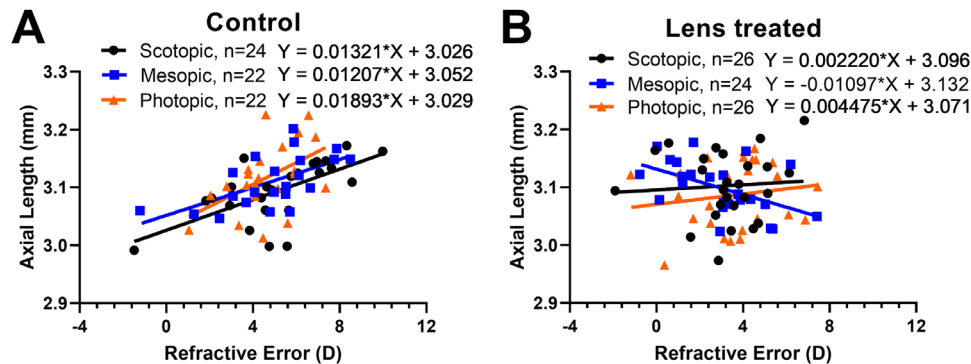 A
Control
Scotopic, n=24 Y = 0.01321*X + 3.026
Mesopic, n=22 Y = 0.01207*X + 3.052
Photopic, n=22 Y = 0.01893*X + 3.029
Axial Length (mm)
3.3
3.2
3.1
3.0
2.9
-4 0 4 8 12
Refractive Error (D)
B
Lens treated
Scotopic, n=26 Y = 0.002220*X + 3.096
Mesopic, n=24 Y = -0.01097*X + 3.132
Photopic, n=26 Y = 0.004475*X + 3.071
Axial Length (mm)
3.3
3.2
3.1
3.0
2.9
-4 0 4 8 12
Refractive Error (D)